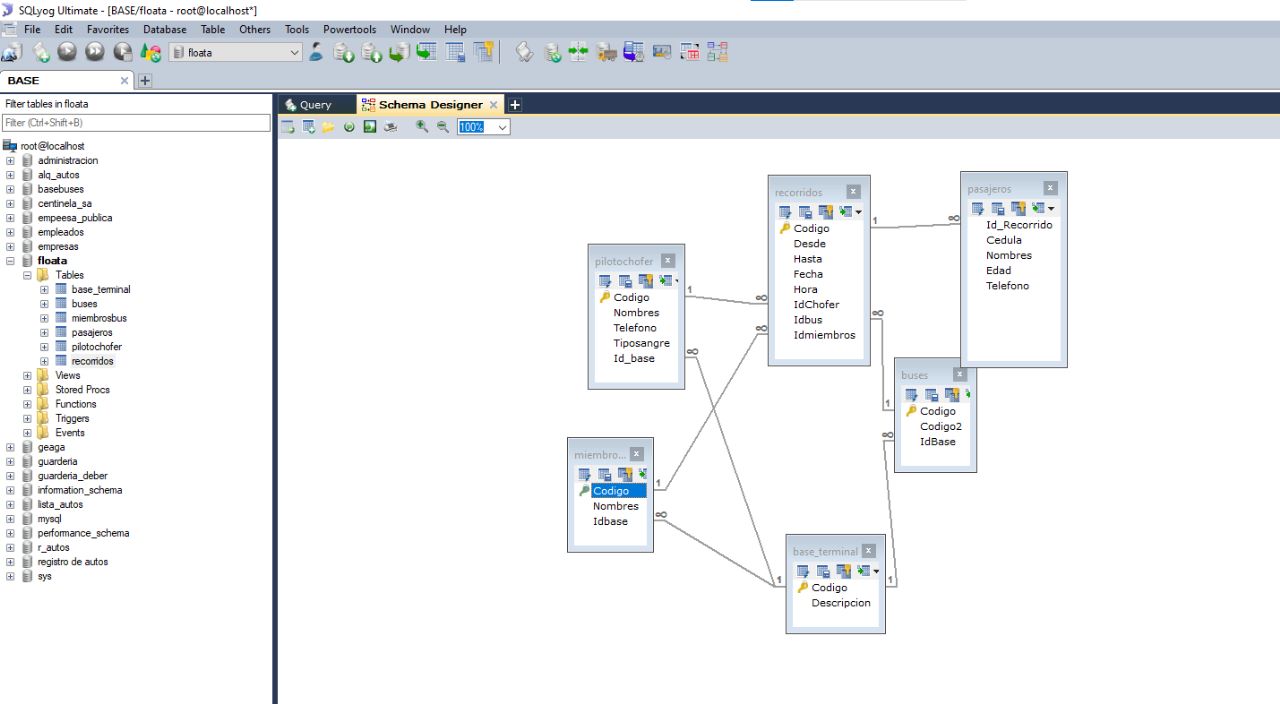 SQLyog Ultimate - [BASE/floata - root@localhost*]
File Edit Favorites Database Table Others Tools Powertools Window Help
floata
BASE
Filter tables in floata
Filter (Ctrl+Shift+B)
root@localhost
administracion
alq_autos
basebuses
centinela_sa
empeesa_publica
empleados
empresas
floata
Tables
base_terminal
buses
miembrosbus
pasajeros
pilotochofer
recorridos
Views
Stored Procs
Functions
Triggers
Events
geaga
guarderia
guarderia_deber
information_schema
lista_autos
mysql
performance_schema
r_autos
registro de autos
sys
Query
Schema Designer
100%
recorridos
Codigo
Desde
Hasta
Fecha
Hora
IdChofer
Idbus
Idmiembros
pasajeros
Id_Recorrido
Cedula
Nombres
Edad
Telefono
pilotochofer
Codigo
Nombres
Telefono
Tiposangre
Id_base
buses
Codigo
Codigo2
IdBase
miembro...
Codigo
Nombres
Idbase
base_terminal
Codigo
Descripcion
1 ∞
1 ∞
∞
∞
∞
1
1
∞
∞
1
1